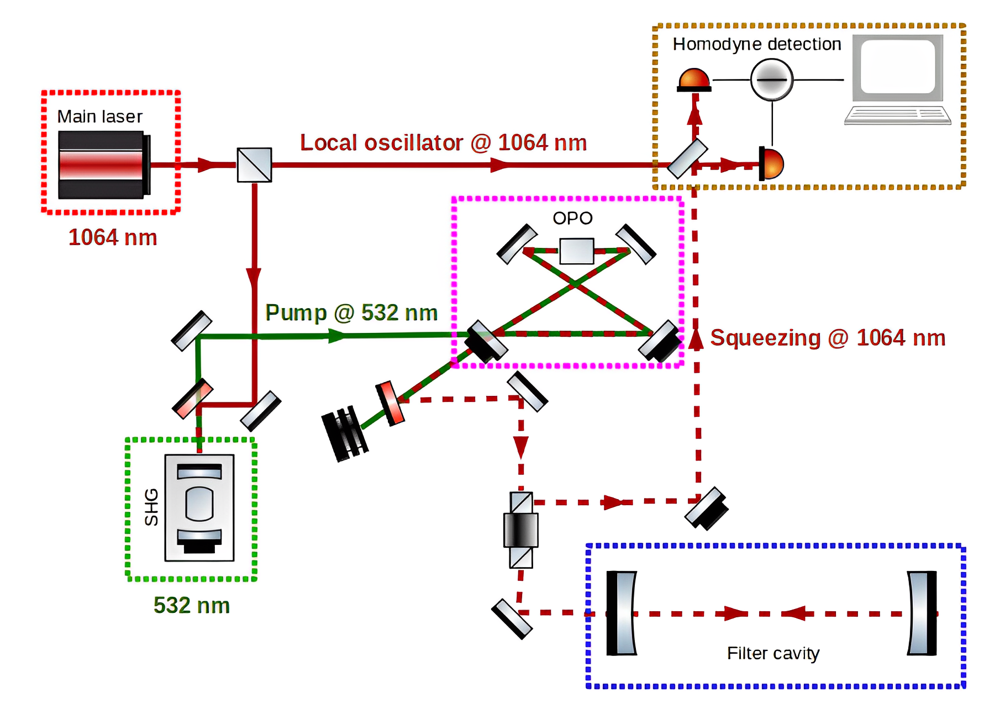 Homodyne detection
Main laser
Local oscillator @ 1064 nm
1064 nm
OPO
Pump @ 532 nm
Squeezing @ 1064 nm
SHG
532 nm
Filter cavity